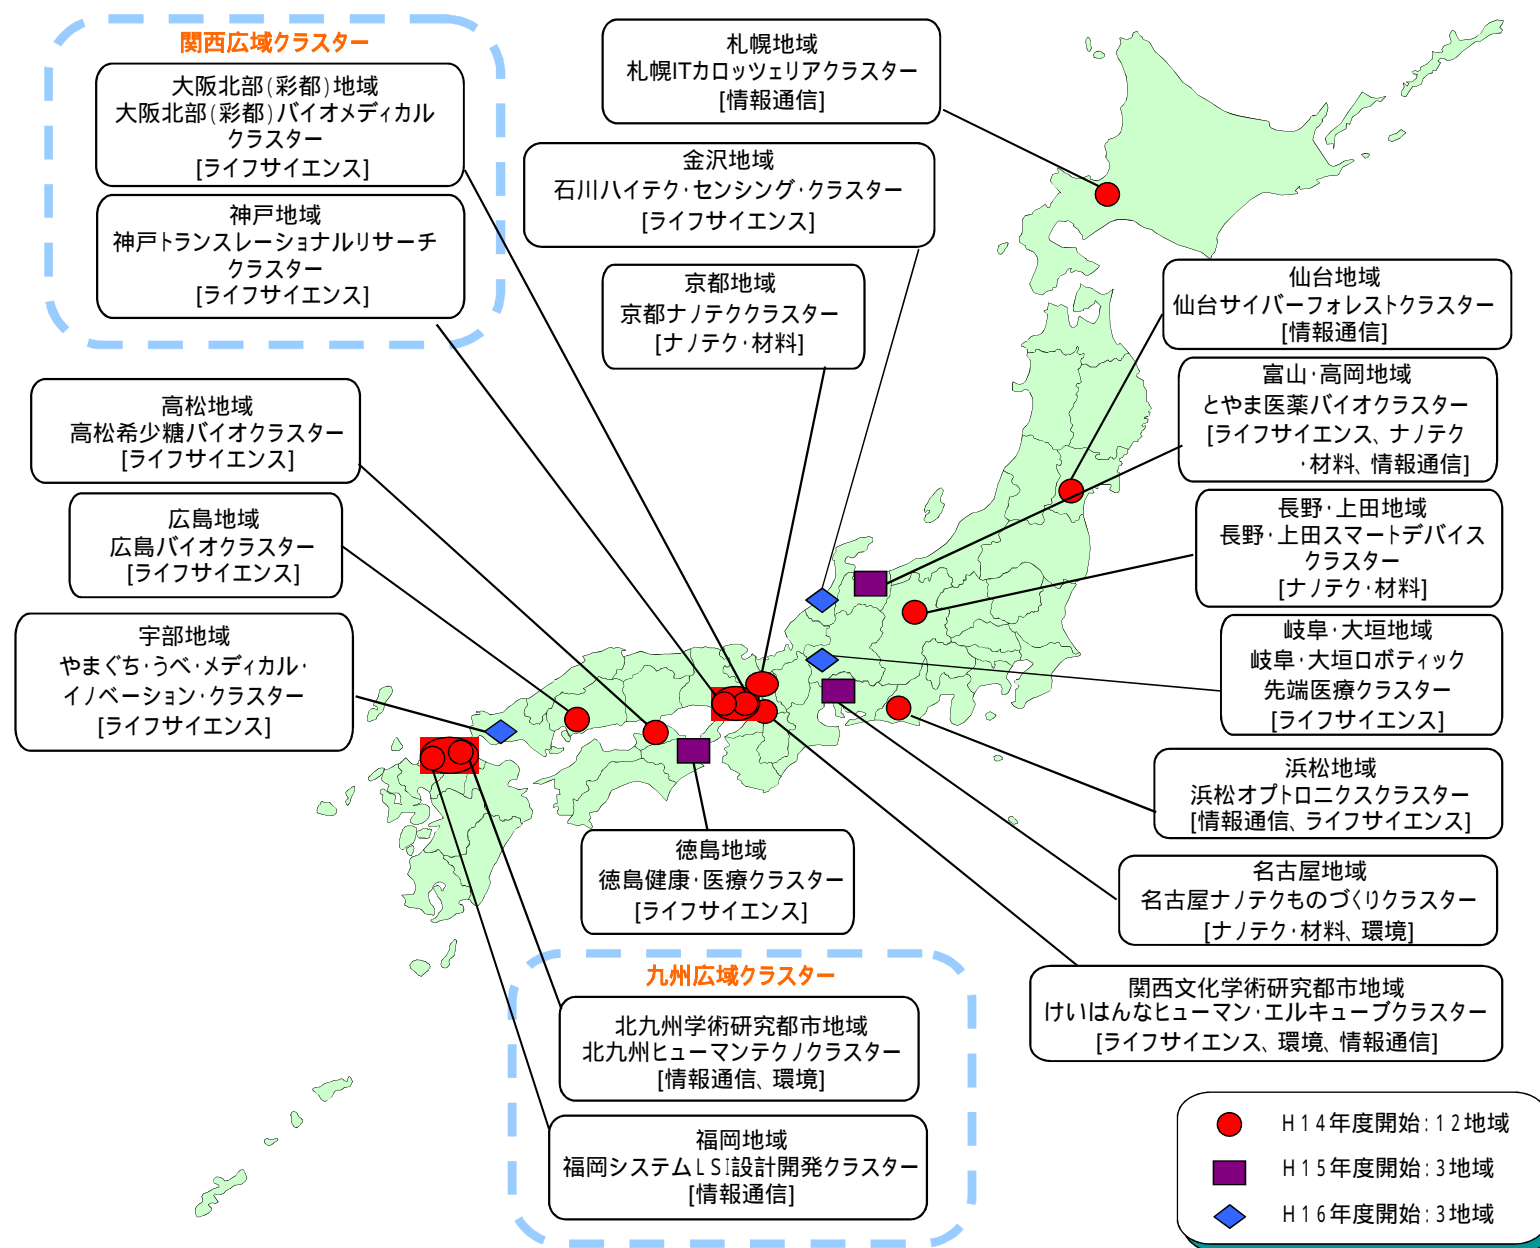 関西広域クラスター
大阪北部(彩都)地域
大阪北部(彩都)バイオメディカル
クラスター
[ライフサイエンス]
神戸地域
神戸トランスレーショナルリサーチ
クラスター
[ライフサイエンス]
札幌地域
札幌ITカロッツェリアクラスター
[情報通信]
金沢地域
石川ハイテク・センシング・クラスター
[ライフサイエンス]
京都地域
京都ナノテククラスター
[ナノテク・材料]
仙台地域
仙台サイバーフォレストクラスター
[情報通信]
富山・高岡地域
とやま医薬バイオクラスター
[ライフサイエンス、ナノテク
・材料、情報通信]
高松地域
高松希少糖バイオクラスター
[ライフサイエンス]
広島地域
広島バイオクラスター
[ライフサイエンス]
長野・上田地域
長野・上田スマートデバイス
クラスター
[ナノテク・材料]
宇部地域
やまぐち・うべ・メディカル・
イノベーション・クラスター
[ライフサイエンス]
岐阜・大垣地域
岐阜・大垣ロボティック
先端医療クラスター
[ライフサイエンス]
浜松地域
浜松オプトロニクスクラスター
[情報通信、ライフサイエンス]
徳島地域
徳島健康・医療クラスター
[ライフサイエンス]
名古屋地域
名古屋ナノテクものづくりクラスター
[ナノテク・材料、環境]
関西文化学術研究都市地域
けいはんなヒューマン・エルキューブクラスター
[ライフサイエンス、環境、情報通信]
九州広域クラスター
北九州学術研究都市地域
北九州ヒューマンテクノクラスター
[情報通信、環境]
福岡地域
福岡システムLSI設計開発クラスター
[情報通信]
H14年度開始:12地域
H15年度開始:3地域
H16年度開始:3地域